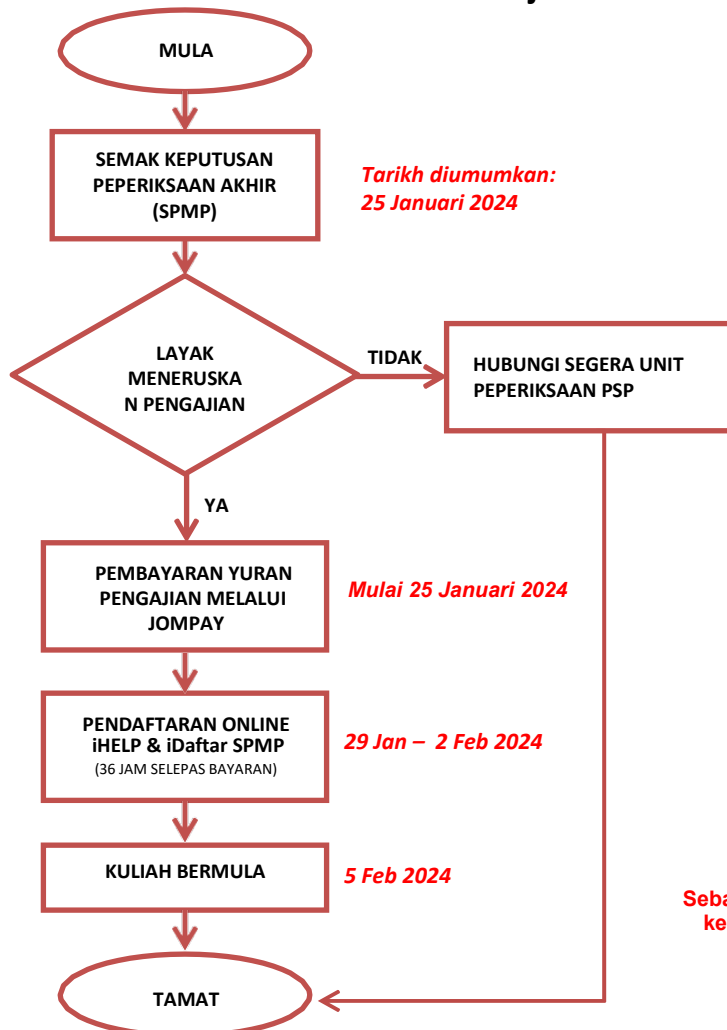 MULA
SEMAK KEPUTUSAN
PEPERIKSAAN AKHIR
(SPMP)
Tarikh diumumkan:
25 Januari 2024
LAYAK
MENERUSKA
N PENGAJIAN
TIDAK
HUBUNGI SEGERA UNIT
PEPERIKSAAN PSP
YA
PEMBAYARAN YURAN
PENGAJIAN MELALUI
JOMPAY
Mulai 25 Januari 2024
PENDAFTARAN ONLINE
iHELP & iDaftar SPMP
(36 JAM SELEPAS BAYARAN)
29 Jan – 2 Feb 2024
KULIAH BERMULA
5 Feb 2024
TAMAT